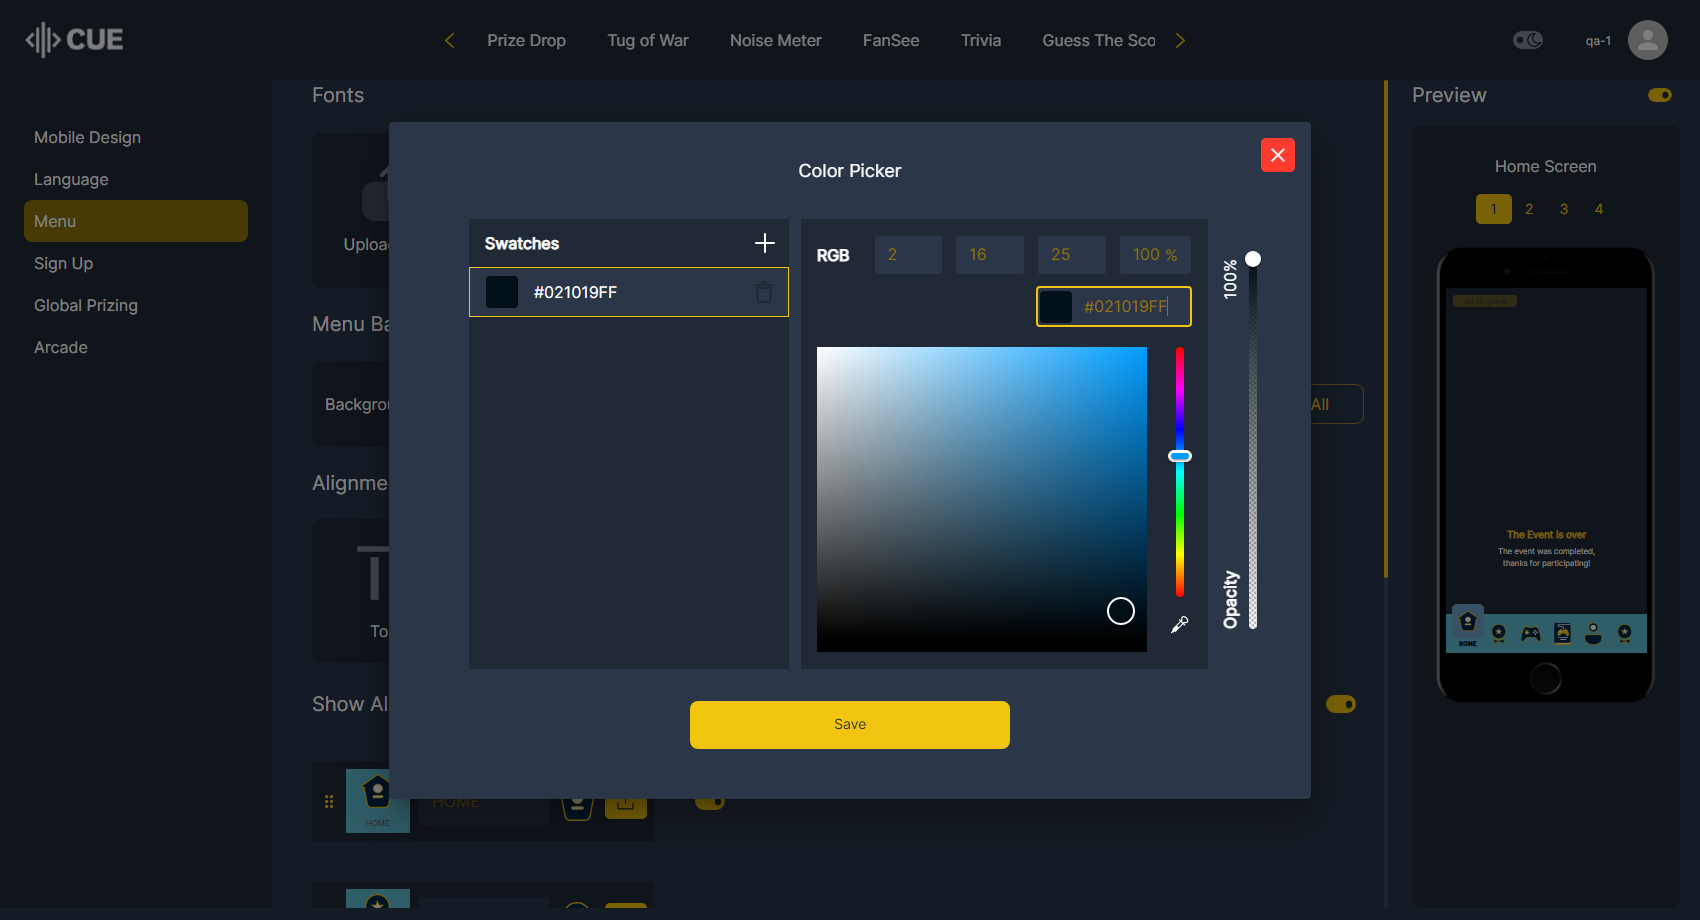 CUE
Prize Drop
Tug of War
Noise Meter
FanSee
Trivia
Guess The Sco
qa-1
Mobile Design
Language
Menu
Sign Up
Global Prizing
Arcade
Fonts
Uploa
Menu Ba
Backgro
All
Alignme
To
Show Al
HOME
HOME
Color Picker
Swatches
#021019FF
RGB
2
16
25
100 %
#021019FF
100%
Opacity
Save
Preview
Home Screen
1
2
3
4
Go to game
The Event is over
The event was completed,
thanks for participating!
HOME